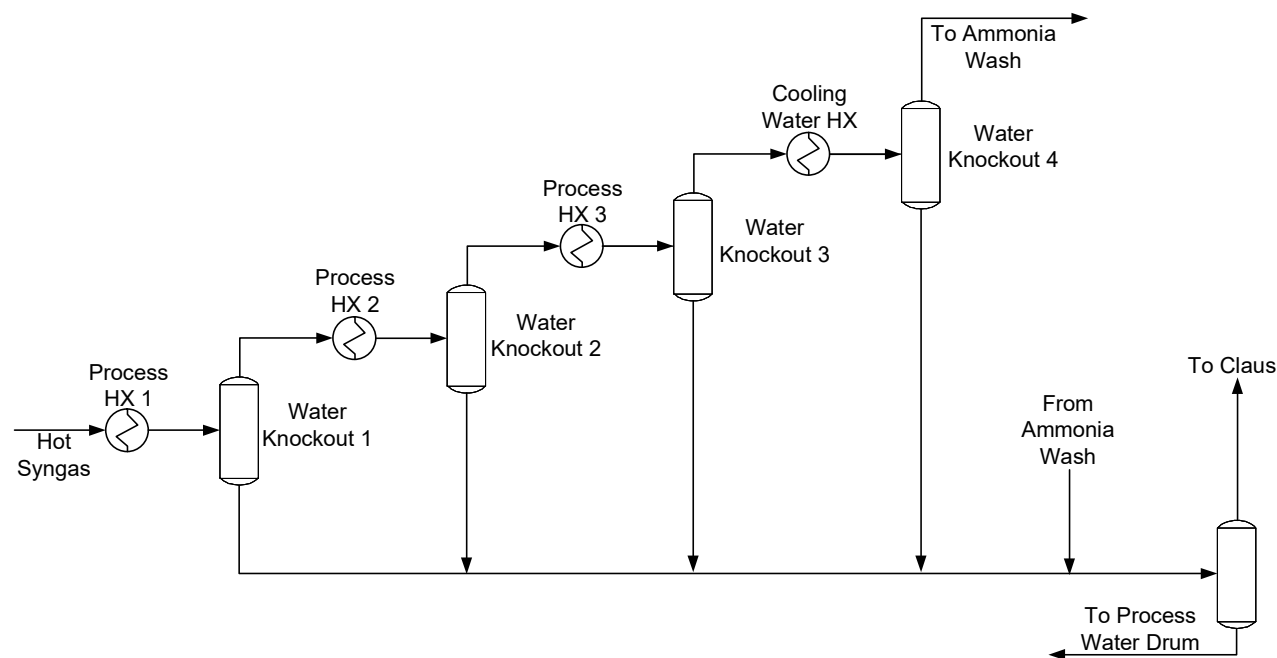 To Ammonia
Wash
Cooling
Water HX
Water
Knockout 4
Process
HX 3
Water
Knockout 3
Process
HX 2
Water
Knockout 2
Process
HX 1
Water
Knockout 1
Hot
Syngas
To Claus
From
Ammonia
Wash
To Process
Water Drum